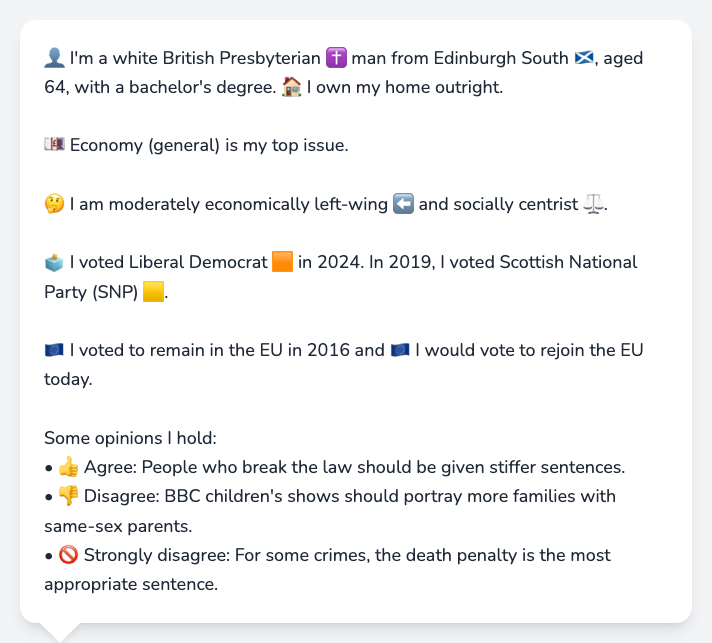 👤 I'm a white British Presbyterian ✝️ man from Edinburgh South 🏴󠁧󠁢󠁳󠁣󠁴󠁿, aged
64, with a bachelor's degree. 🏠 I own my home outright.
💷 Economy (general) is my top issue.
🤔 I am moderately economically left-wing ⬅️ and socially centrist ⚖️.
🗳️ I voted Liberal Democrat 🟧 in 2024. In 2019, I voted Scottish National
Party (SNP) 🟨.
🇪🇺 I voted to remain in the EU in 2016 and 🇪🇺 I would vote to rejoin the EU
today.
Some opinions I hold:
• 👍 Agree: People who break the law should be given stiffer sentences.
• 👎 Disagree: BBC children's shows should portray more families with
same-sex parents.
• 🚫 Strongly disagree: For some crimes, the death penalty is the most
appropriate sentence.